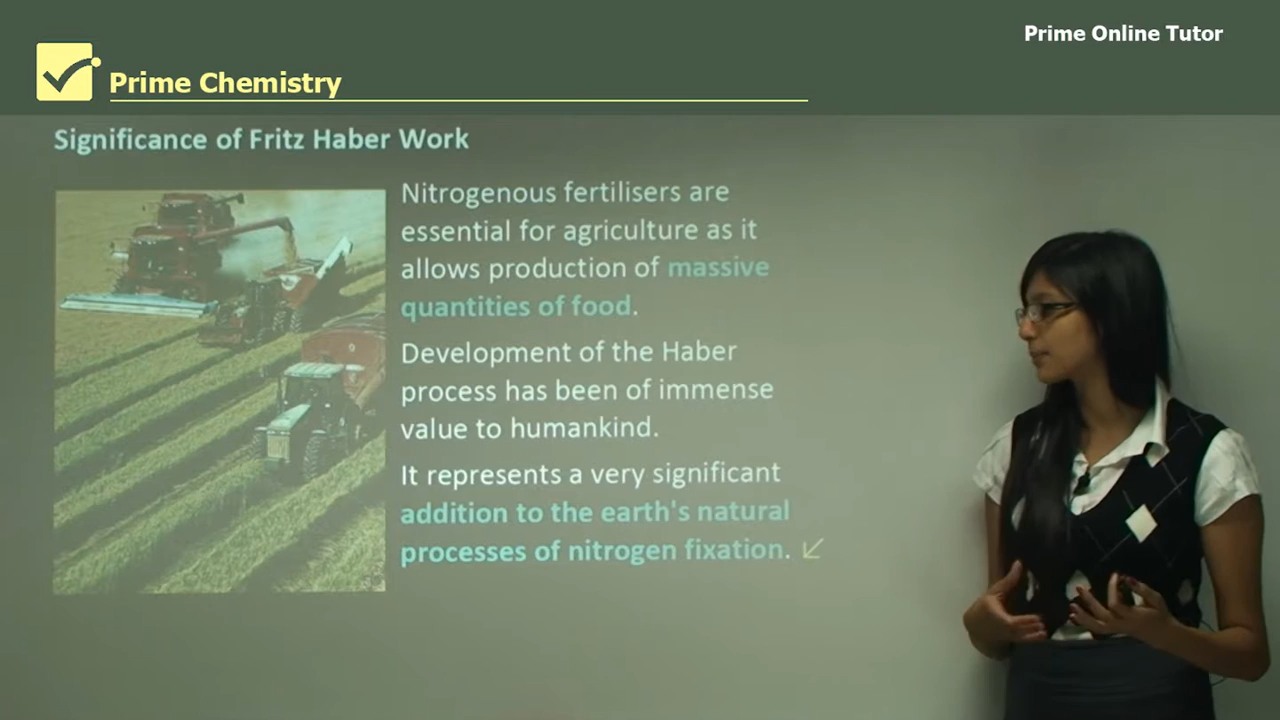 Prime Online Tutor
Prime Chemistry
Significance of Fritz Haber Work
Nitrogenous fertilisers are
essential for agriculture as it
allows production of massive
quantities of food.
Development of the Haber
process has been of immense
value to humankind.
It represents a very significant
addition to the earth's natural
processes of nitrogen fixation.